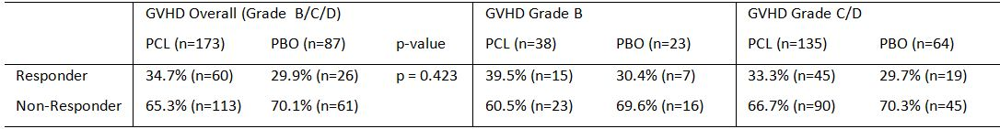 GVHD Overall (Grade B/C/D) GVHD Grade B GVHD Grade C/D
PCL (n=173) PBO (n=87) p-value PCL (n=38) PBO (n=23) PCL (n=135) PBO (n=64)
Responder 34.7% (n=60) 29.9% (n=26) p = 0.423 39.5% (n=15) 30.4% (n=7) 33.3% (n=45) 29.7% (n=19)
Non-Responder 65.3% (n=113) 70.1% (n=61) 60.5% (n=23) 69.6% (n=16) 66.7% (n=90) 70.3% (n=45)